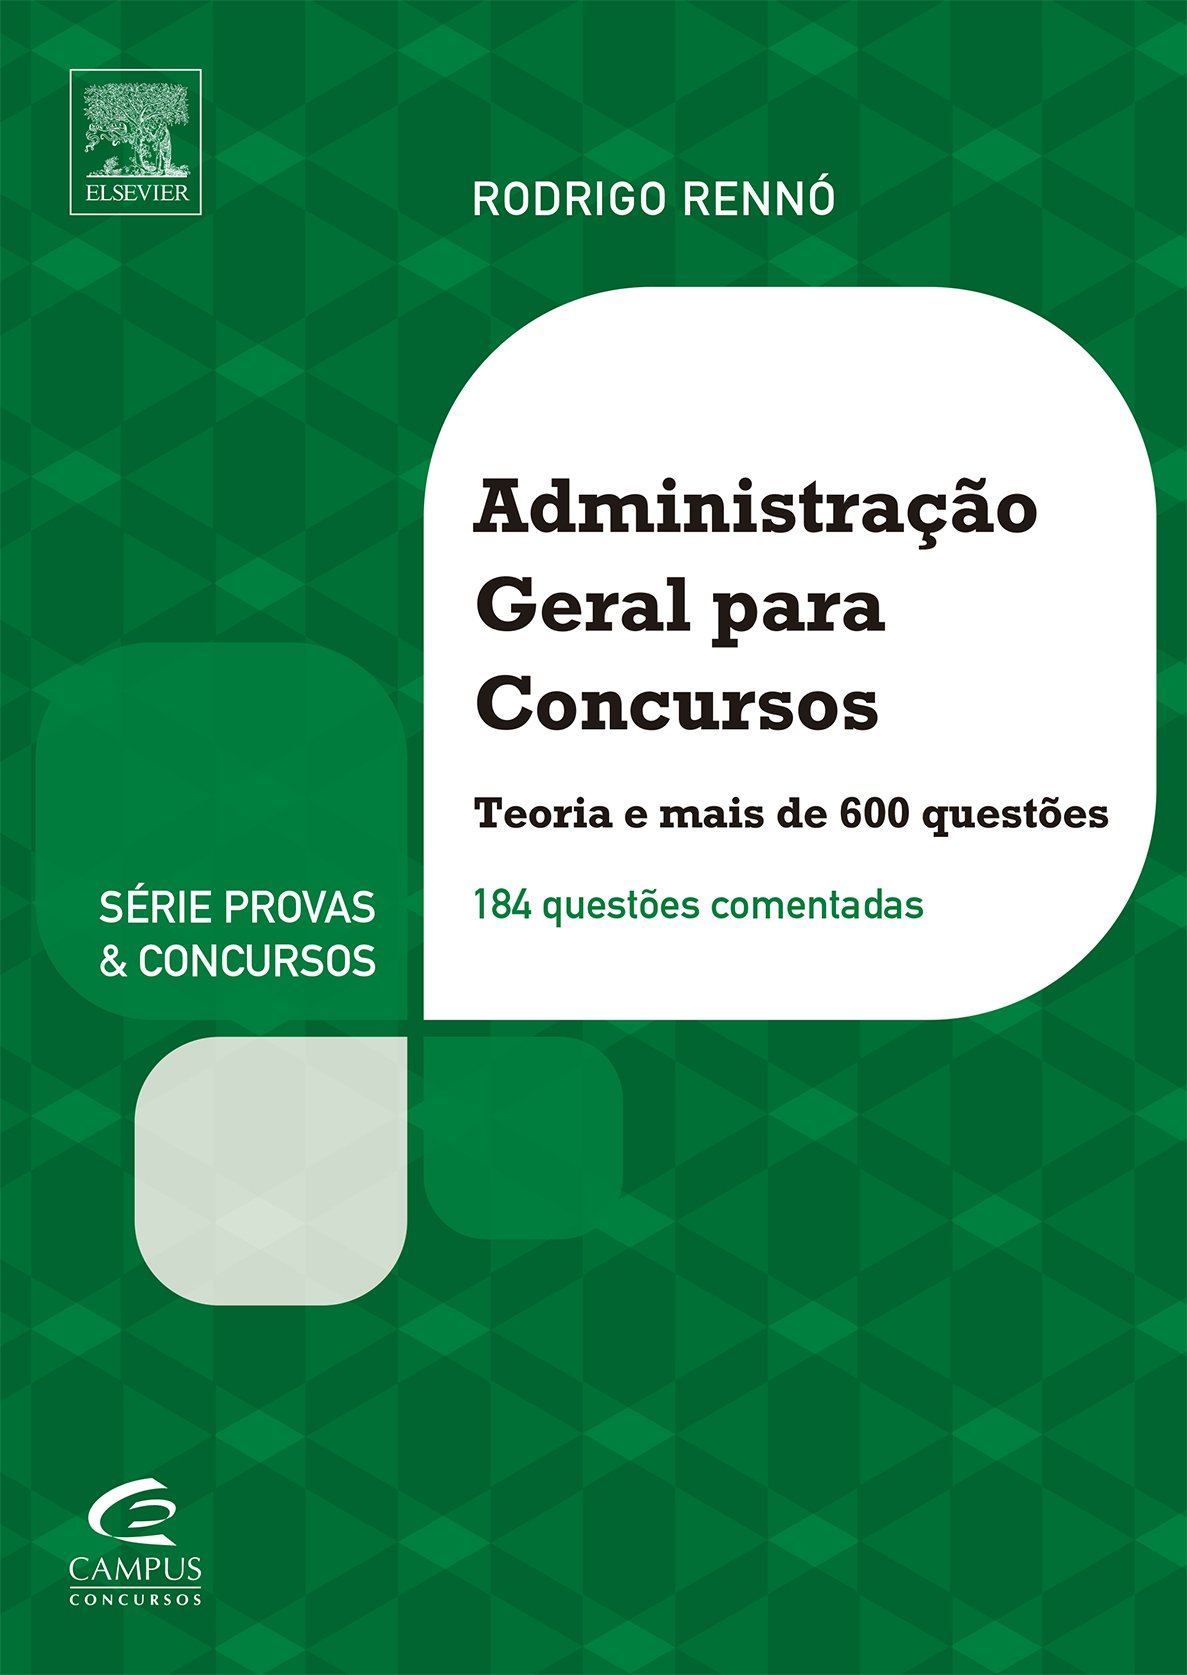 ELSEVIER
RODRIGO RENNÓ
Administração
Geral para
Concursos
Teoria e mais de 600 questões
184 questões comentadas
SÉRIE PROVAS
& CONCURSOS
CAMPUS
CONCURSOS